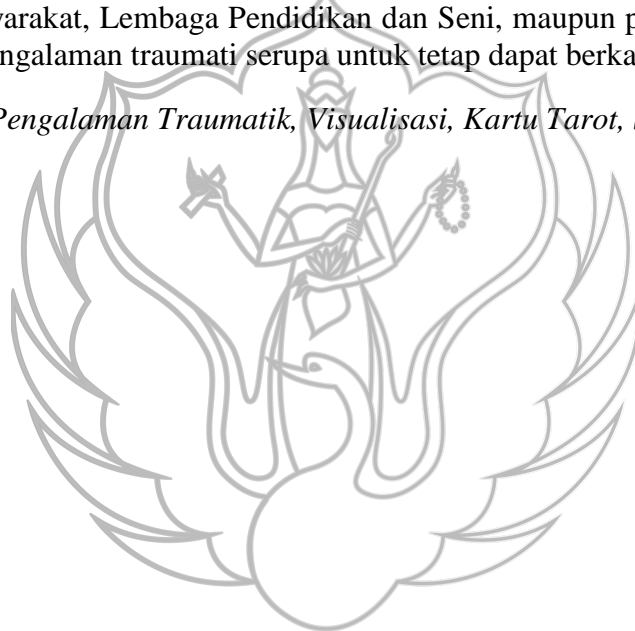 yarakat, Lembaga Pendidikan dan Seni, maupun p
ngalaman traumati serupa untuk tetap dapat berka
Pengalaman Traumatik, Visualisasi, Kartu Tarot,